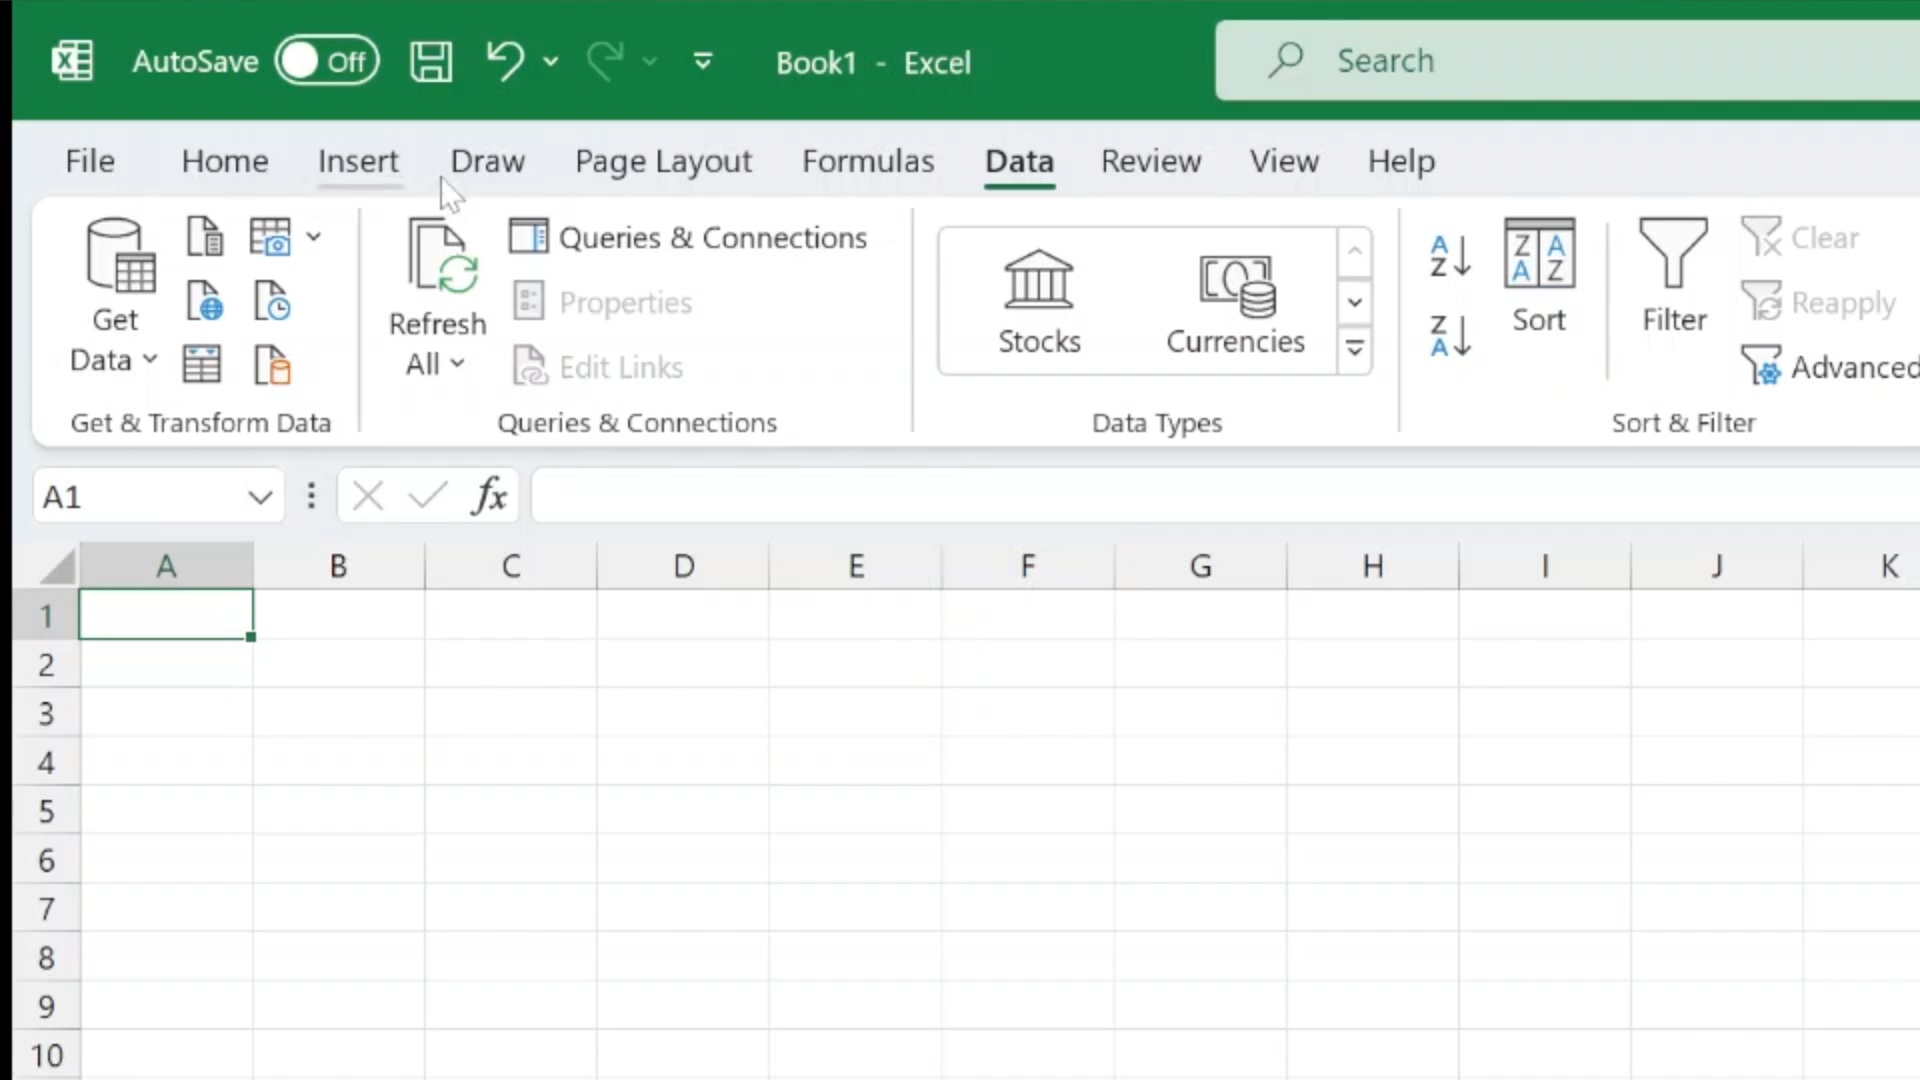 AutoSave Off Book1 - Excel Search
File Home Insert Draw Page Layout Formulas Data Review View Help
Get Data
Refresh All
Queries & Connections
Properties
Edit Links
Stocks
Currencies
Sort
Filter
Clear
Reapply
Advanced
Get & Transform Data
Queries & Connections
Data Types
Sort & Filter
A1 fx
A B C D E F G H I J K
1
2
3
4
5
6
7
8
9
10